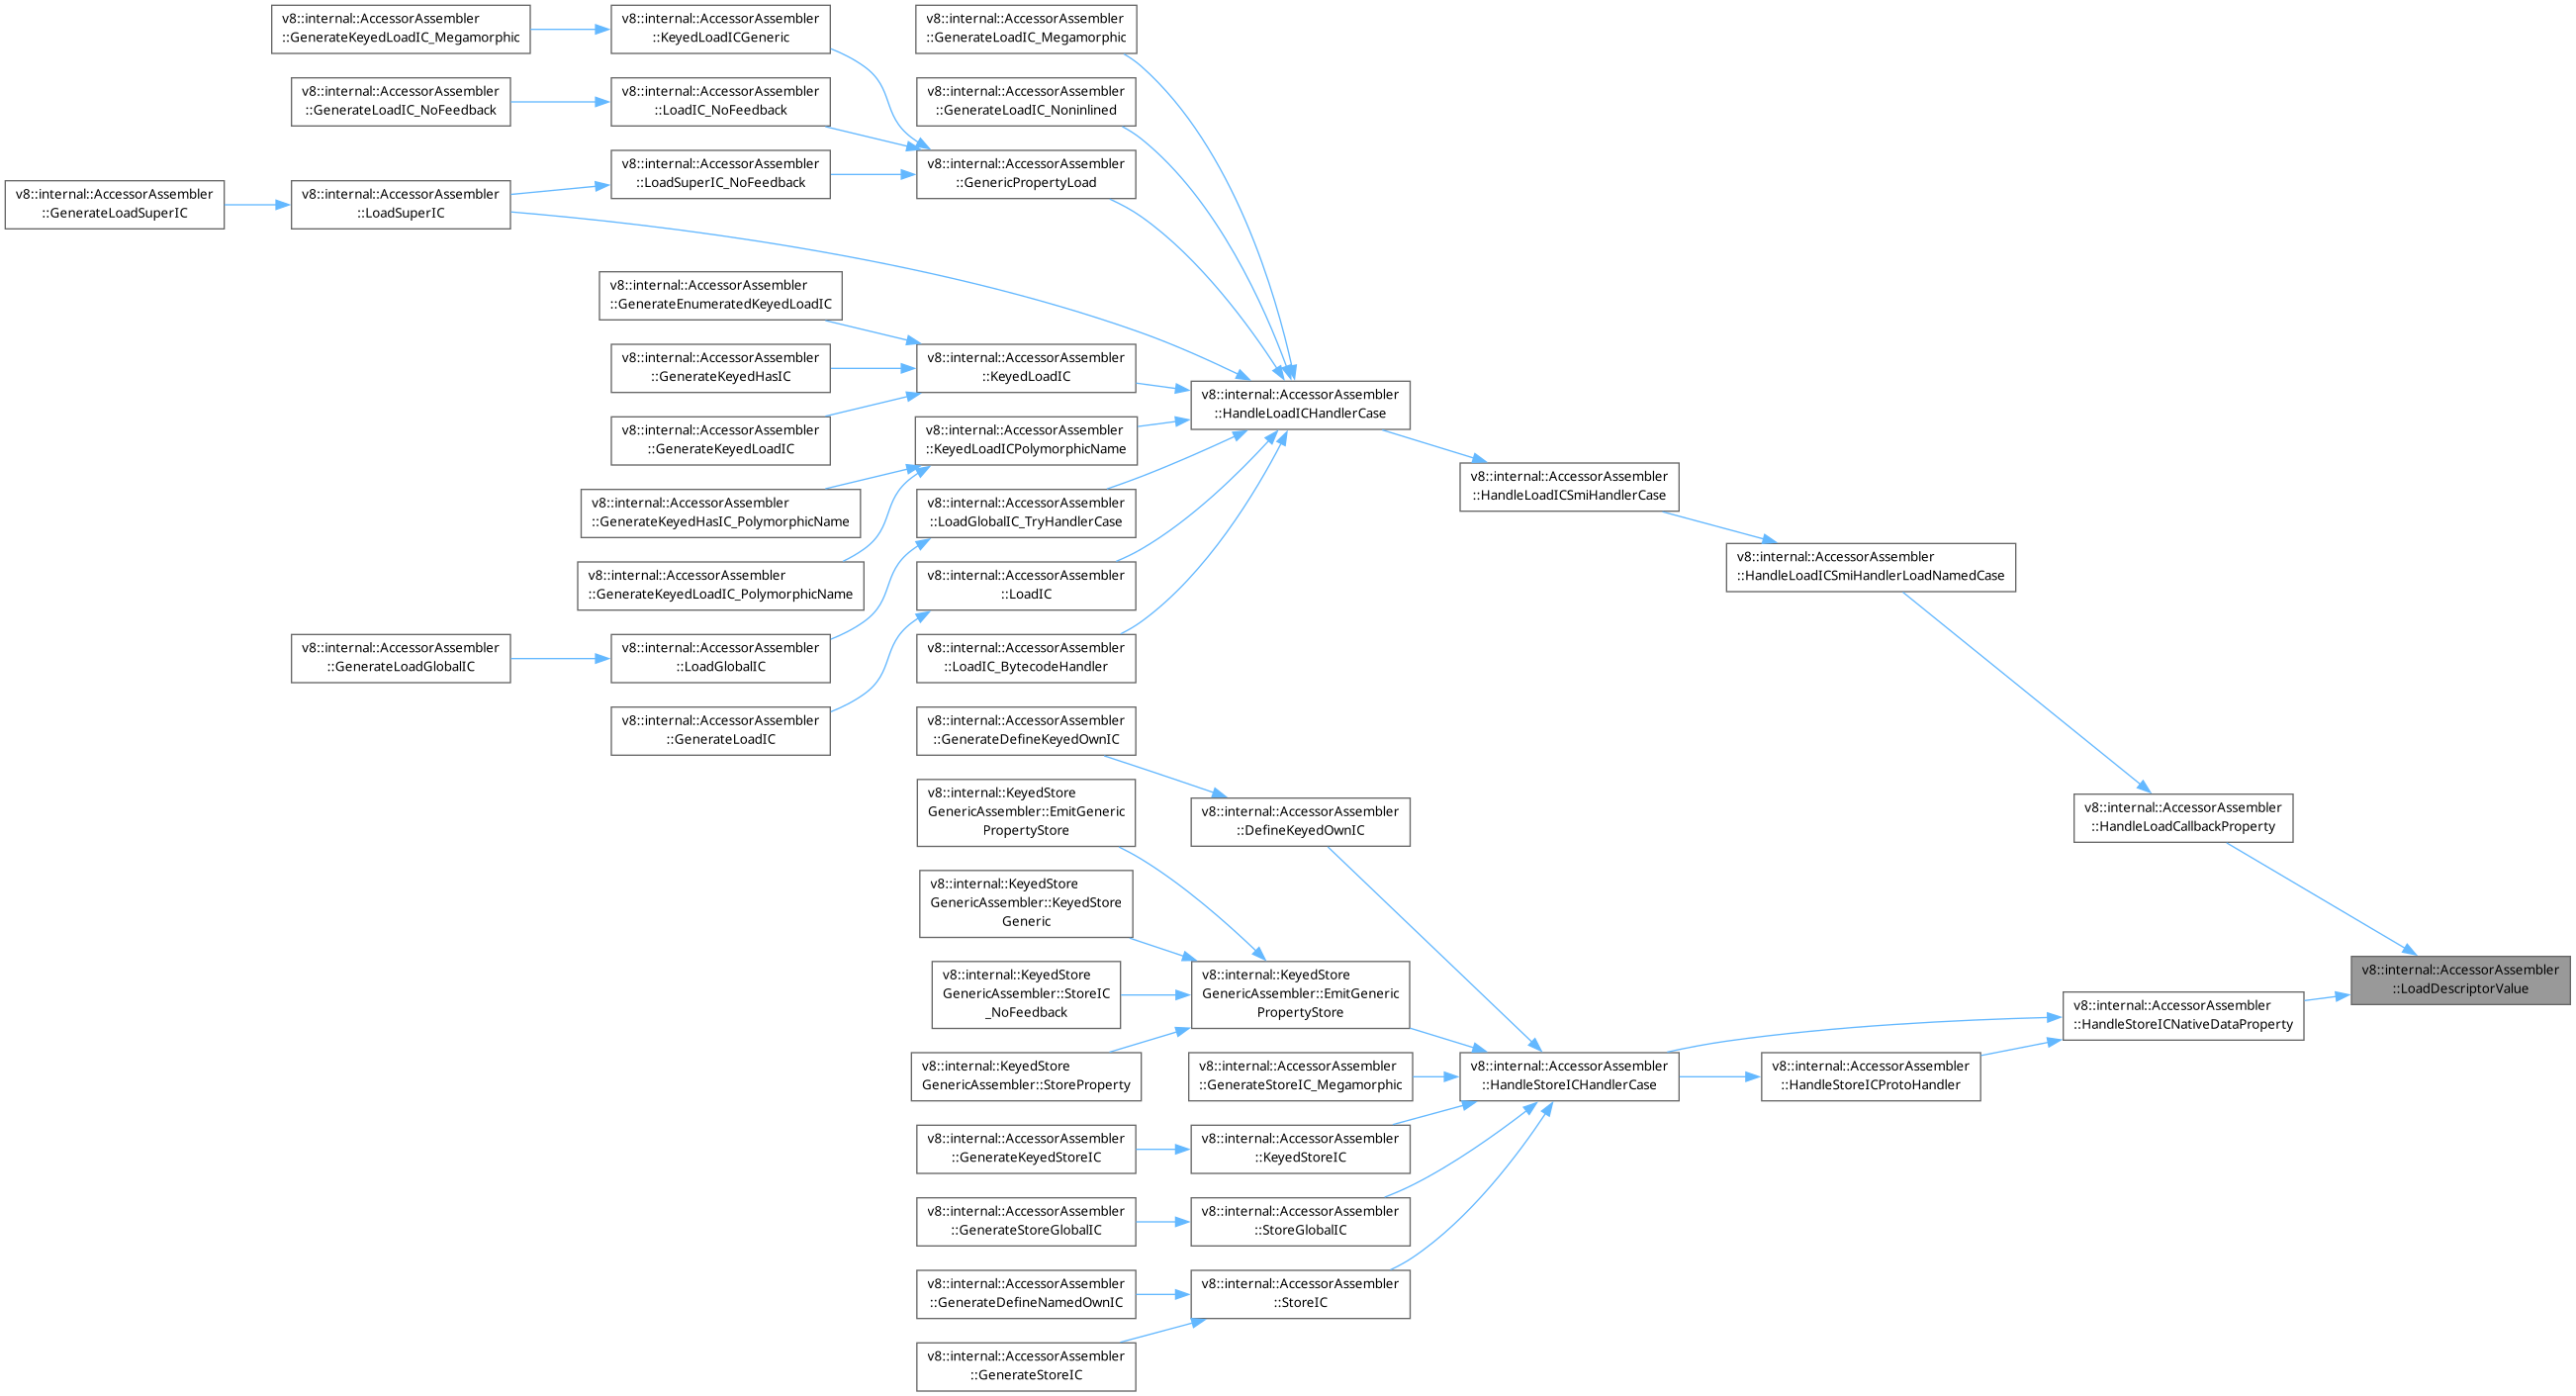 v8::internal::AccessorAssembler
::GenerateKeyedLoadIC_Megamorphic
v8::internal::AccessorAssembler
::KeyedLoadICGeneric
v8::internal::AccessorAssembler
::GenerateLoadIC_Megamorphic
v8::internal::AccessorAssembler
::GenerateLoadIC_NoFeedback
v8::internal::AccessorAssembler
::LoadIC_NoFeedback
v8::internal::AccessorAssembler
::GenerateLoadIC_Noninlined
v8::internal::AccessorAssembler
::LoadSuperIC_NoFeedback
v8::internal::AccessorAssembler
::GenericPropertyLoad
v8::internal::AccessorAssembler
::GenerateLoadSuperIC
v8::internal::AccessorAssembler
::LoadSuperIC
v8::internal::AccessorAssembler
::GenerateEnumeratedKeyedLoadIC
v8::internal::AccessorAssembler
::GenerateKeyedHasIC
v8::internal::AccessorAssembler
::KeyedLoadIC
v8::internal::AccessorAssembler
::HandleLoadICHandlerCase
v8::internal::AccessorAssembler
::GenerateKeyedLoadIC
v8::internal::AccessorAssembler
::KeyedLoadICPolymorphicName
v8::internal::AccessorAssembler
::HandleLoadICSmiHandlerCase
v8::internal::AccessorAssembler
::GenerateKeyedHasIC_PolymorphicName
v8::internal::AccessorAssembler
::LoadGlobalIC_TryHandlerCase
v8::internal::AccessorAssembler
::HandleLoadICSmiHandlerLoadNamedCase
v8::internal::AccessorAssembler
::GenerateKeyedLoadIC_PolymorphicName
v8::internal::AccessorAssembler
::LoadIC
v8::internal::AccessorAssembler
::GenerateLoadGlobalIC
v8::internal::AccessorAssembler
::LoadGlobalIC
v8::internal::AccessorAssembler
::LoadIC_BytecodeHandler
v8::internal::AccessorAssembler
::GenerateLoadIC
v8::internal::AccessorAssembler
::GenerateDefineKeyedOwnIC
v8::internal::KeyedStore
GenericAssembler::EmitGeneric
PropertyStore
v8::internal::AccessorAssembler
::DefineKeyedOwnIC
v8::internal::AccessorAssembler
::HandleLoadCallbackProperty
v8::internal::KeyedStore
GenericAssembler::KeyedStore
Generic
v8::internal::AccessorAssembler
::LoadDescriptorValue
v8::internal::KeyedStore
GenericAssembler::StoreIC
_NoFeedback
v8::internal::KeyedStore
GenericAssembler::EmitGeneric
PropertyStore
v8::internal::AccessorAssembler
::HandleStoreICNativeDataProperty
v8::internal::KeyedStore
GenericAssembler::StoreProperty
v8::internal::AccessorAssembler
::GenerateStoreIC_Megamorphic
v8::internal::AccessorAssembler
::HandleStoreICHandlerCase
v8::internal::AccessorAssembler
::HandleStoreICProtoHandler
v8::internal::AccessorAssembler
::GenerateKeyedStoreIC
v8::internal::AccessorAssembler
::KeyedStoreIC
v8::internal::AccessorAssembler
::GenerateStoreGlobalIC
v8::internal::AccessorAssembler
::StoreGlobalIC
v8::internal::AccessorAssembler
::GenerateDefineNamedOwnIC
v8::internal::AccessorAssembler
::StoreIC
v8::internal::AccessorAssembler
::GenerateStoreIC